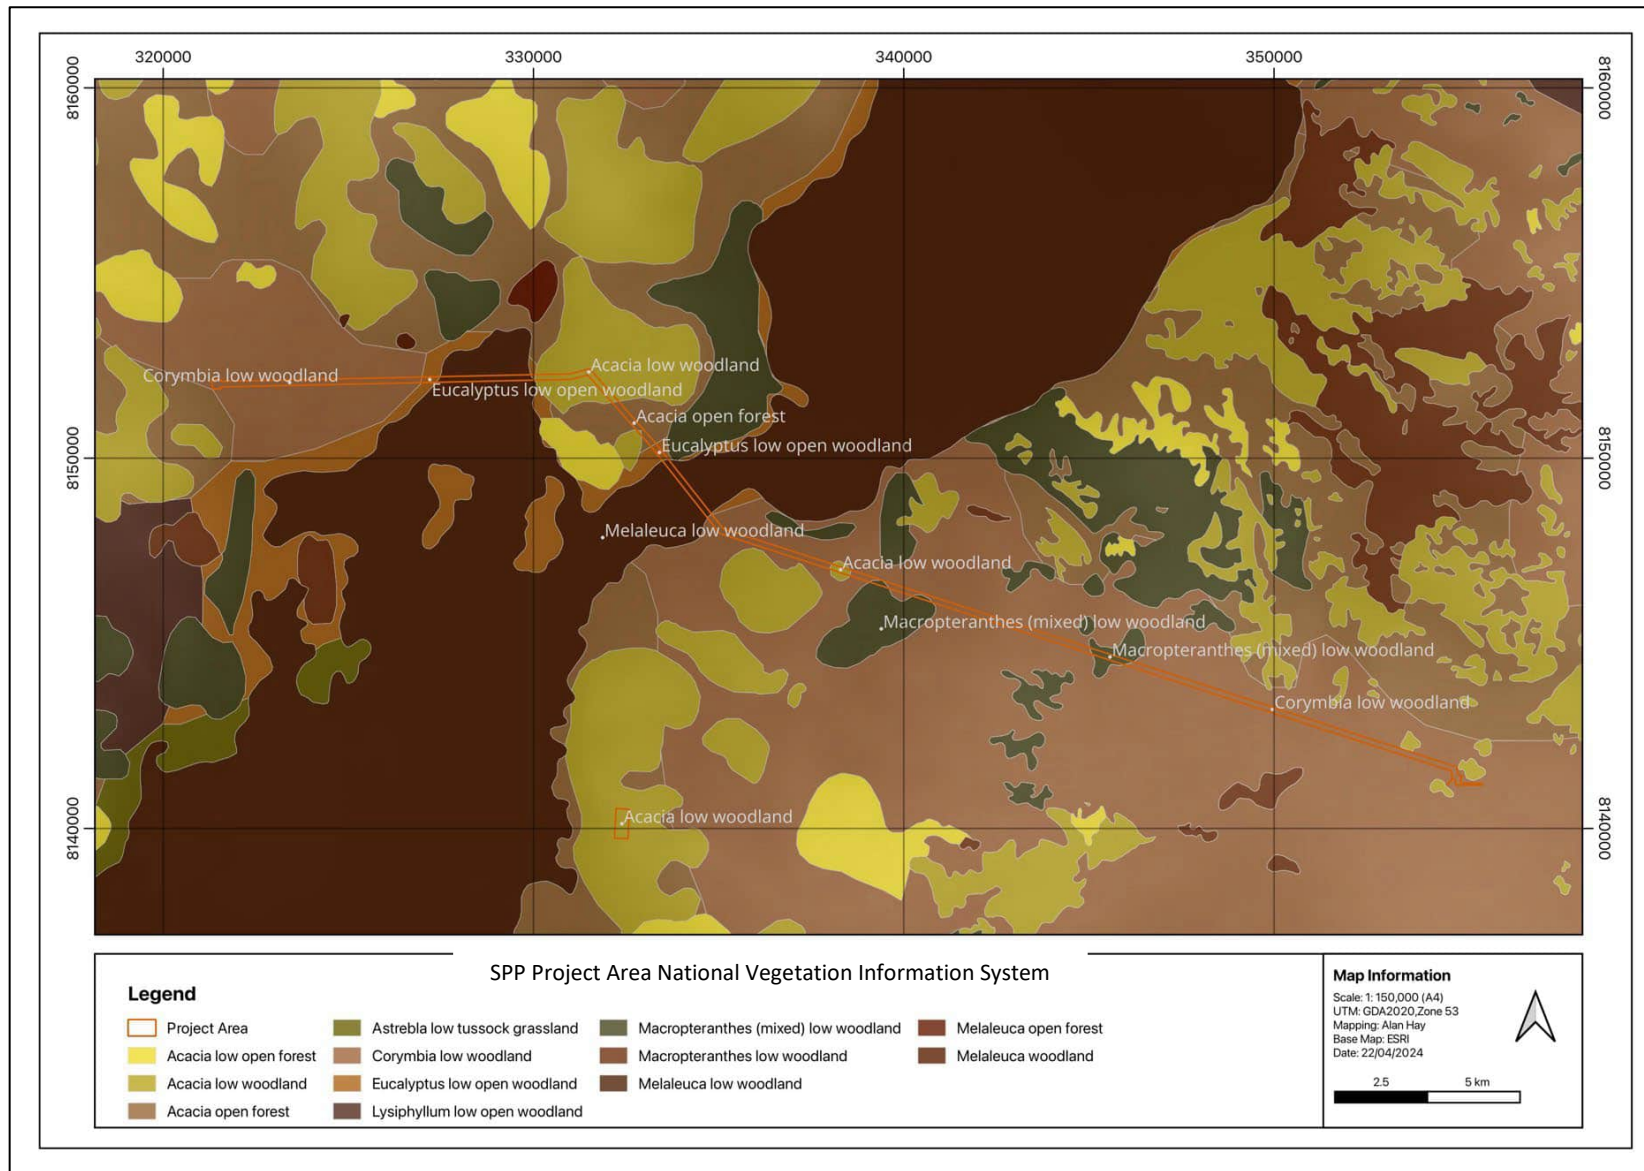 320000
330000
340000
350000
8160000
8160000
Acacia low woodland
Corymbia low woodland
Eucalyptus low open woodland
Acacia open forest
Eucalyptus low open woodland
8150000
8150000
Melaleuca low woodland
Acacia low woodland
Macropteranthes (mixed) low woodland
Macropteranthes (mixed) low woodland
Corymbia low woodland
Acacia low woodland
8140000
8140000
SPP Project Area National Vegetation Information System
Legend
Project Area
Acacia low open forest
Acacia low woodland
Acacia open forest
Astrebla low tussock grassland
Corymbia low woodland
Eucalyptus low open woodland
Lysiphyllum low open woodland
Macropteranthes (mixed) low woodland
Macropteranthes low woodland
Melaleuca low woodland
Melaleuca open forest
Melaleuca woodland
Map Information
Scale: 1: 150,000 (A4)
UTM: GDA2020,Zone 53
Mapping: Alan Hay
Base Map: ESRI
Date: 22/04/2024
2.5 5 km